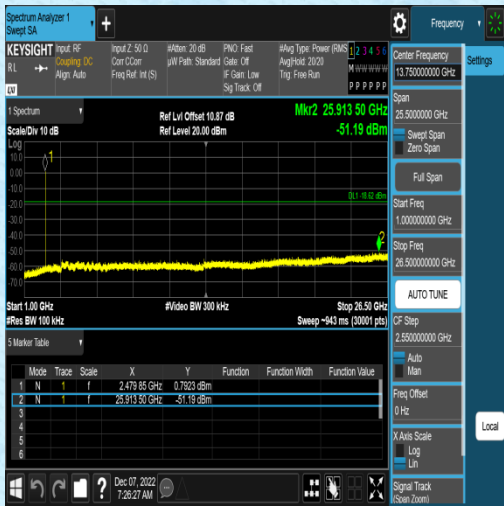 Spectrum Analyzer 1
Swept SA
Frequency
KEYSIGHT Input: RF Input Z: 50 Ω #Atten: 20 dB PNO: Fast #Avg Type: Power (RMS 1 2 3 4 5 6
RL Coupling: DC Corr CCorr µW Path: Standard Gate: Off Avg|Hold: 20/20
Align: Auto Freq Ref: Int (S) IF Gain: Low Trig: Free Run M W W W W W
LXI Sig Track: Off P P P P P P
Settings
Center Frequency
13.750000000 GHz
Span
25.5000000 GHz
Swept Span
Zero Span
Full Span
Start Freq
1.000000000 GHz
Stop Freq
26.500000000 GHz
AUTO TUNE
CF Step
2.550000000 GHz
Auto
Man
Freq Offset
0 Hz
X Axis Scale
Log
Lin
Signal Track
(Span Zoom)
Local
1 Spectrum
Scale/Div 10 dB
Ref Lvl Offset 10.87 dB
Ref Level 20.00 dBm
Mkr2 25.913 50 GHz
-51.19 dBm
Log
10.0
0.00
-10.0
-20.0
-30.0
-40.0
-50.0
-60.0
-70.0
1
2
DL1 -19.62 dBm
Start 1.00 GHz #Video BW 300 kHz Stop 26.50 GHz
#Res BW 100 kHz Sweep ~943 ms (30001 pts)
5 Marker Table
Mode Trace Scale X Y Function Function Width Function Value
1 N 1 f 2.479 85 GHz 0.7923 dBm
2 N 1 f 25.913 50 GHz -51.19 dBm
3
4
5
6
?
Dec 07, 2022
7:26:27 AM